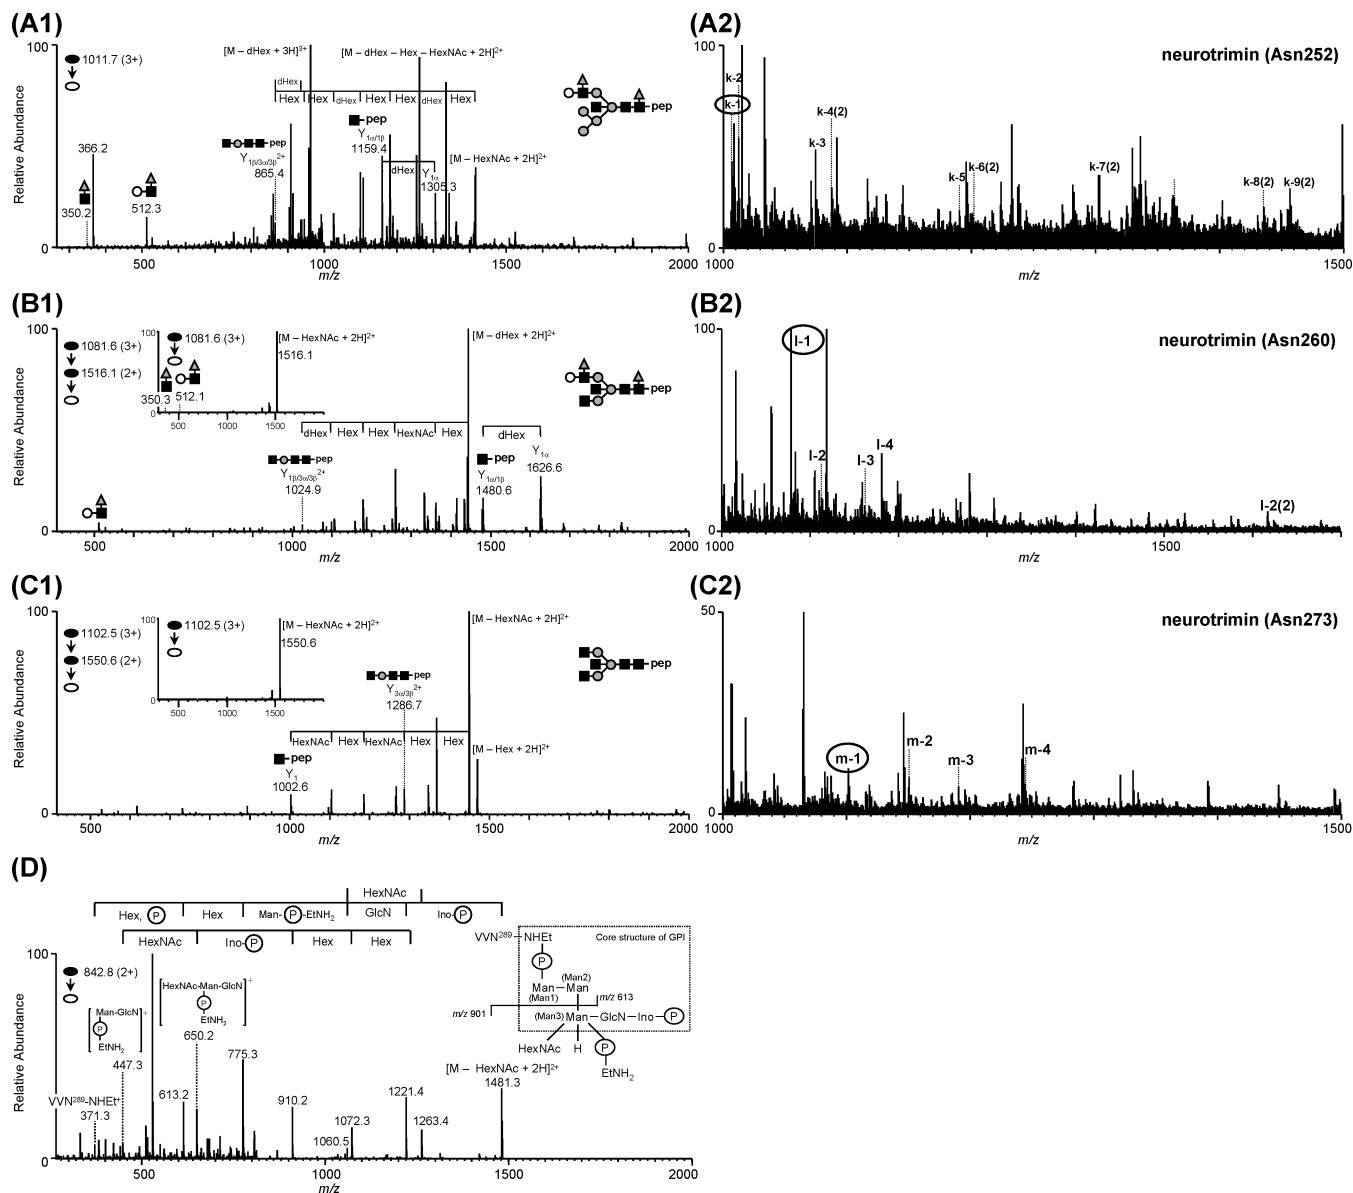 (A1)
100
1011.7 (3+)
[M – dHex + 3H]3+
[M – dHex – Hex – HexNAc + 2H]2+
dHex
Hex Hex dHex Hex Hex dHex Hex
pep
pep
Y1α/1β
1159.4
pep
Y1β/3α/3β2+
865.4
dHex
Y1α
1305.3
[M – HexNAc + 2H]2+
366.2
350.2
512.3
Relative Abundance
0
500 1000 1500 2000
m/z
(A2)
neurotrimin (Asn252)
100
k-2
k-1
k-4(2)
k-3
k-5
k-6(2)
k-7(2)
k-8(2)
k-9(2)
0
1000 1500
m/z
(B1)
100
1081.6 (3+)
1516.1 (2+)
100
1081.6 (3+)
[M – HexNAc + 2H]2+
1516.1
350.3
512.1
0
500 1000 1500
[M – dHex + 2H]2+
pep
dHex Hex Hex HexNAc Hex
dHex
pep
Y1β/3α/3β2+
1024.9
pep
Y1α/1β
1480.6
Y1α
1626.6
Relative Abundance
0
500 1000 1500 2000
m/z
(B2)
neurotrimin (Asn260)
100
l-1
l-2
l-3
l-4
l-2(2)
0
1000 1500
m/z
(C1)
100
1102.5 (3+)
1550.6 (2+)
100
1102.5 (3+)
[M – HexNAc + 2H]2+
1550.6
0
500 1000 1500
[M – HexNAc + 2H]2+
pep
pep
Y3α/3β2+
1286.7
HexNAc Hex HexNAc Hex Hex
pep
Y1
1002.6
[M – Hex + 2H]2+
Relative Abundance
0
500 1000 1500 2000
m/z
(C2)
neurotrimin (Asn273)
50
m-1
m-2
m-3
m-4
0
1000 1500
m/z
(D)
HexNAc
Hex, P Hex Man-P-EtNH2 GlcN Ino-P
HexNAc Ino-P Hex Hex
100
842.8 (2+)
[Man-GlcN]+
P
EtNH2
[HexNAc-Man-GlcN]+
P
EtNH2
VVN289-NHEt+
371.3
447.3
613.2
650.2
775.3
910.2
1060.5
1072.3
1221.4
1263.4
[M – HexNAc + 2H]2+
1481.3
VVN289–NHEt
Core structure of GPI
P
(Man2)
Man–Man
(Man1)
m/z 613
m/z 901
(Man3) Man–GlcN–Ino–P
HexNAc H P
EtNH2
Relative Abundance
0
500 1000 1500 2000
m/z